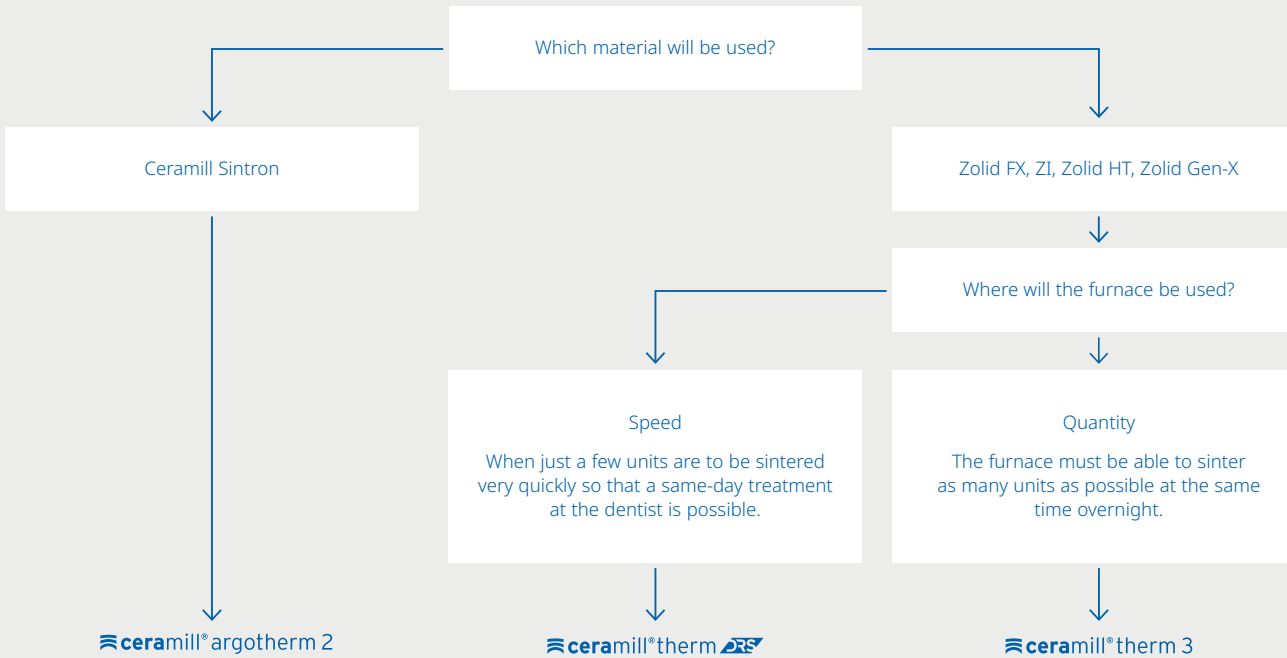 Which material will be used?
Ceramill Sintron
Zolid FX, ZI, Zolid HT, Zolid Gen-X
Where will the furnace be used?
Speed
When just a few units are to be sintered
very quickly so that a same-day treatment
at the dentist is possible.
Quantity
The furnace must be able to sinter
as many units as possible at the same
time overnight.
ceramill® argotherm 2
ceramill® therm DRS
ceramill® therm 3